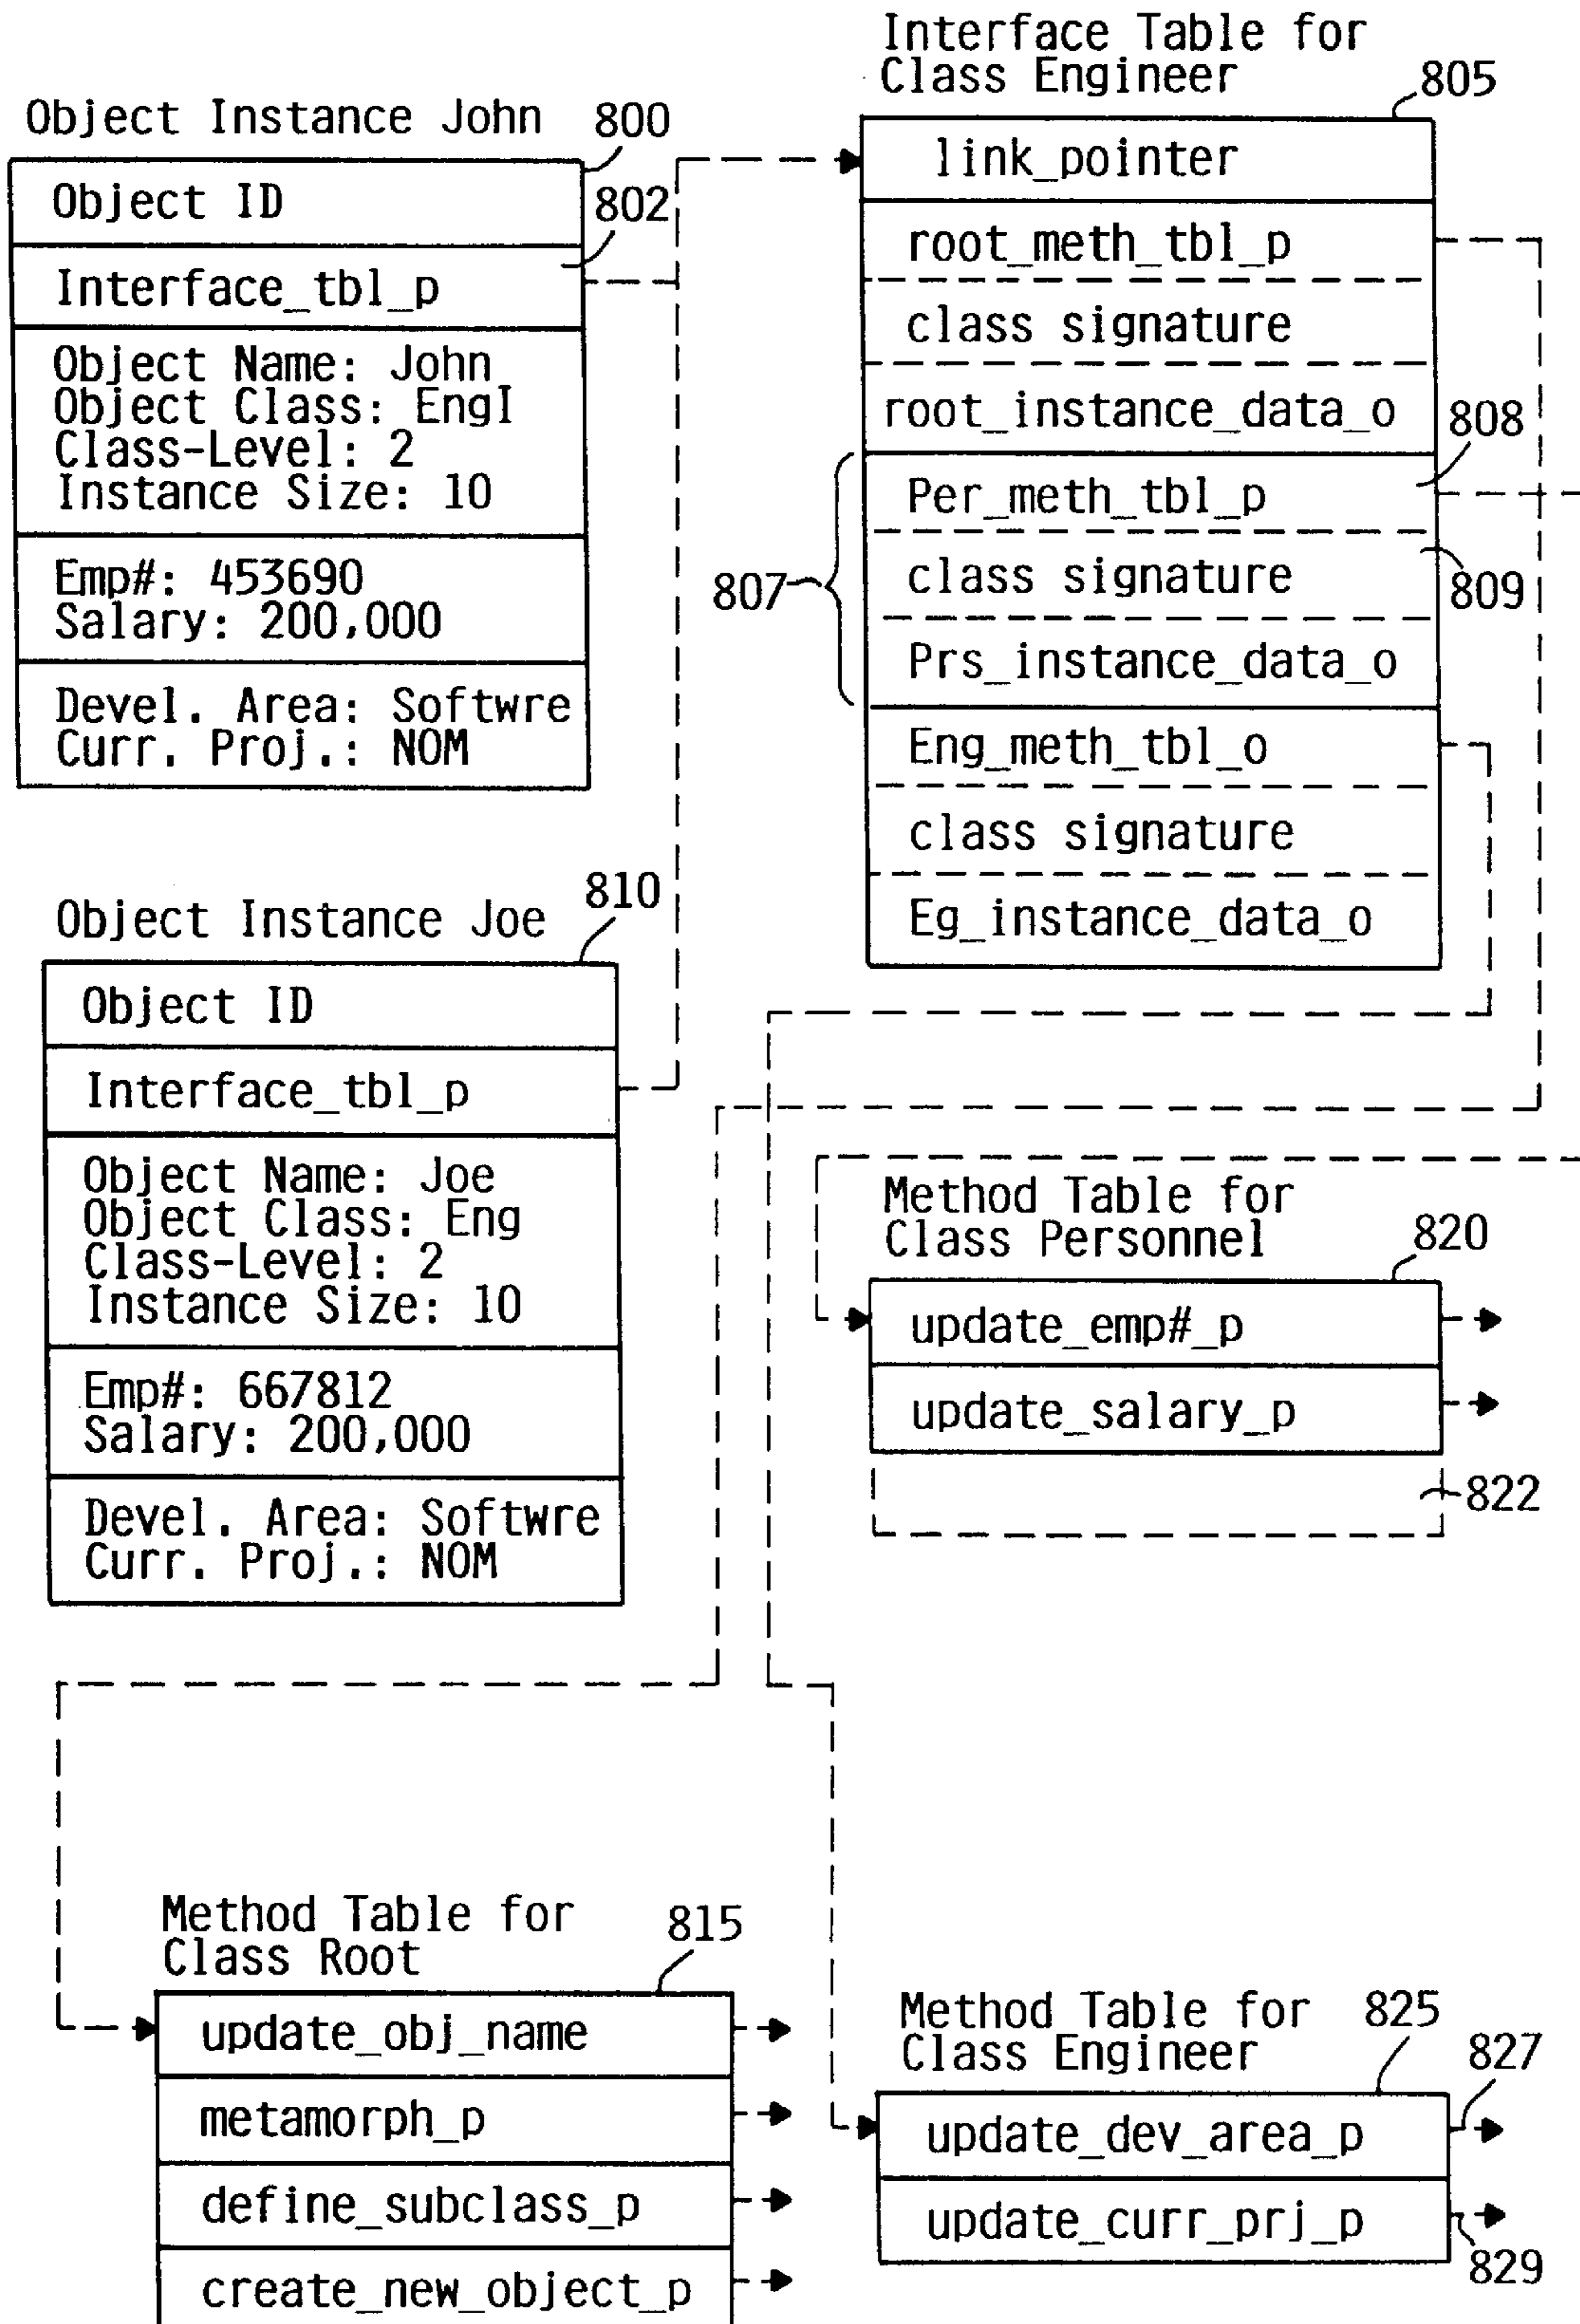 Object Instance John 800
Object ID
802
Interface_tbl_p
Object Name: John
Object Class: EngI
Class-Level: 2
Instance Size: 10
Emp#: 453690
Salary: 200,000
Devel. Area: Softwre
Curr. Proj.: NOM
Interface Table for
Class Engineer
805
link_pointer
root_meth_tbl_p
class signature
root_instance_data_o
808
Per_meth_tbl_p
class signature
807
809
Prs_instance_data_o
Eng_meth_tbl_o
class signature
Eg_instance_data_o
Object Instance Joe
810
Object ID
Interface_tbl_p
Object Name: Joe
Object Class: Eng
Class-Level: 2
Instance Size: 10
Emp#: 667812
Salary: 200,000
Devel. Area: Softwre
Curr. Proj.: NOM
Method Table for
Class Personnel
820
update_emp#_p
update_salary_p
822
Method Table for
Class Root
815
update_obj_name
metamorph_p
define_subclass_p
create_new_object_p
Method Table for
Class Engineer
825
827
update_dev_area_p
update_curr_prj_p
829